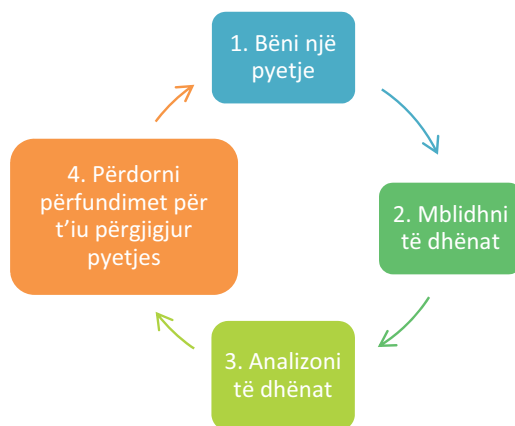 1. Bëni një
pyetje
2. Mblidhni
të dhënat
3. Analizoni
të dhënat
4. Përdorni
përfundimet për
t’iu përgjigjur
pyetjes